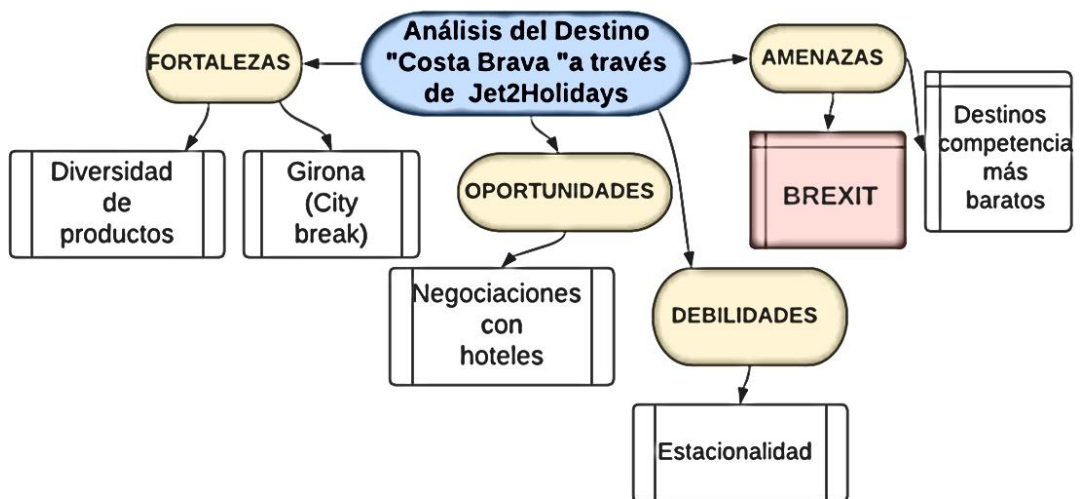 Análisis del Destino
"Costa Brava "a través
de Jet2Holidays
FORTALEZAS
Diversidad
de
productos
Girona
(City
break)
OPORTUNIDADES
Negociaciones
con
hoteles
DEBILIDADES
Estacionalidad
AMENAZAS
BREXIT
Destinos
competencia
más
baratos